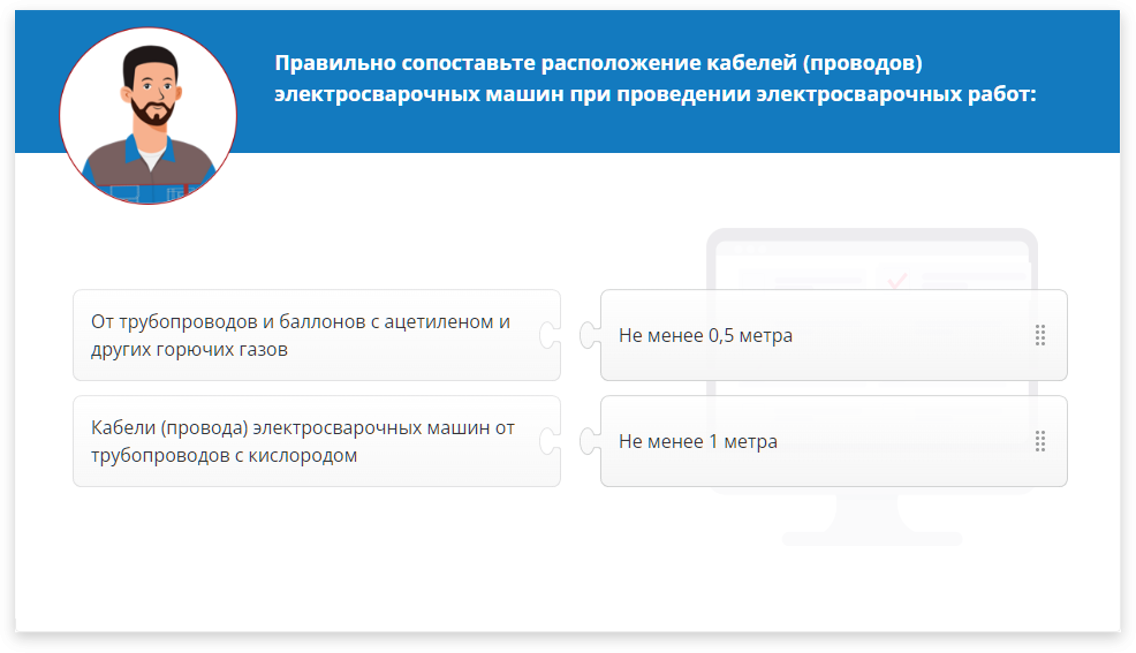 Правильно сопоставьте расположение кабелей (проводов)
электросварочных машин при проведении электросварочных работ:
От трубопроводов и баллонов с ацетиленом и
других горючих газов
Не менее 0,5 метра
Кабели (провода) электросварочных машин от
трубопроводов с кислородом
Не менее 1 метра